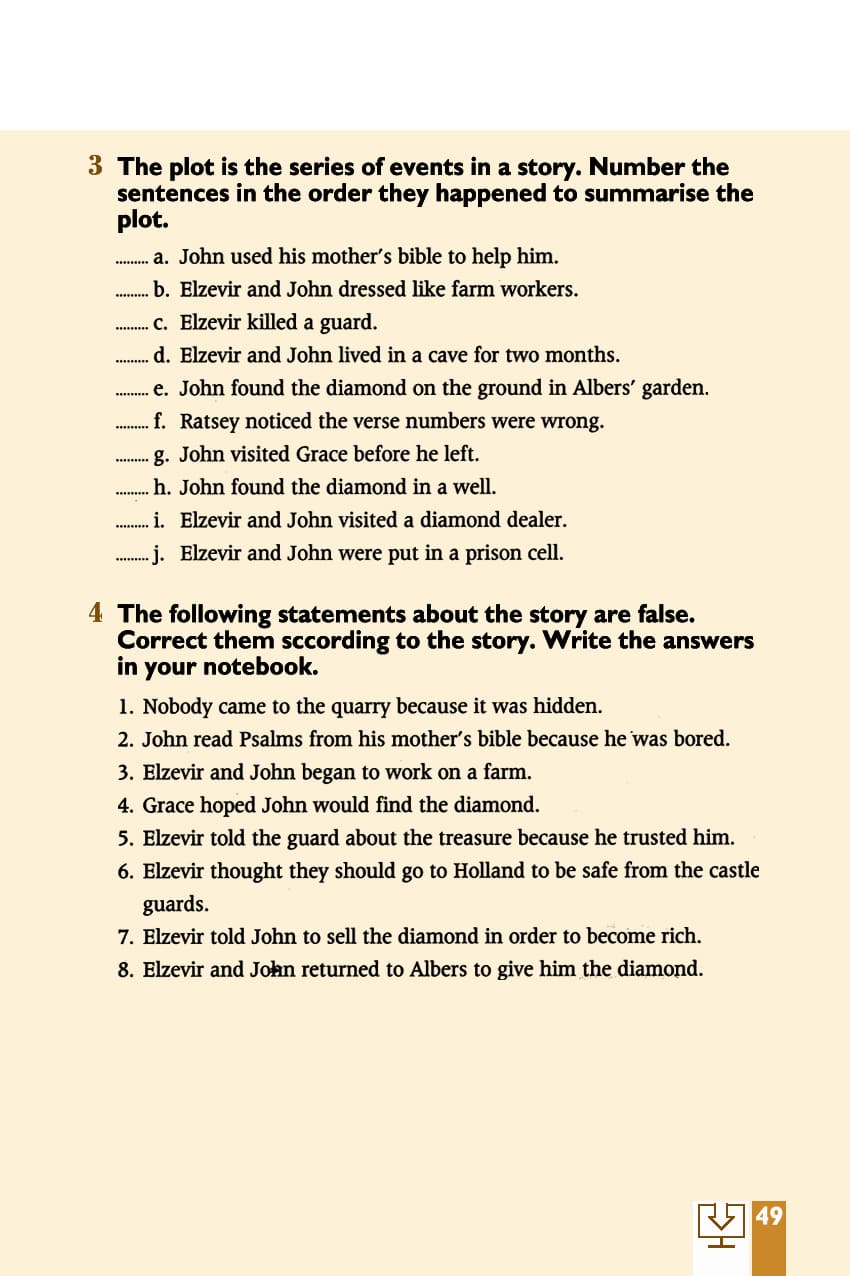 3 The plot is the series of events in a story. Number the
sentences in the order they happened to summarise the
plot.
......... a. John used his mother's bible to help him.
......... b. Elzevir and John dressed like farm workers.
......... c. Elzevir killed a guard.
......... d. Elzevir and John lived in a cave for two months.
......... e. John found the diamond on the ground in Albers' garden.
......... f. Ratsey noticed the verse numbers were wrong.
......... g. John visited Grace before he left.
......... h. John found the diamond in a well.
......... i. Elzevir and John visited a diamond dealer.
......... j. Elzevir and John were put in a prison cell.
4 The following statements about the story are false.
Correct them sccording to the story. Write the answers
in your notebook.
1. Nobody came to the quarry because it was hidden.
2. John read Psalms from his mother's bible because he was bored.
3. Elzevir and John began to work on a farm.
4. Grace hoped John would find the diamond.
5. Elzevir told the guard about the treasure because he trusted him.
6. Elzevir thought they should go to Holland to be safe from the castle
guards.
7. Elzevir told John to sell the diamond in order to become rich.
8. Elzevir and John returned to Albers to give him the diamond.
49